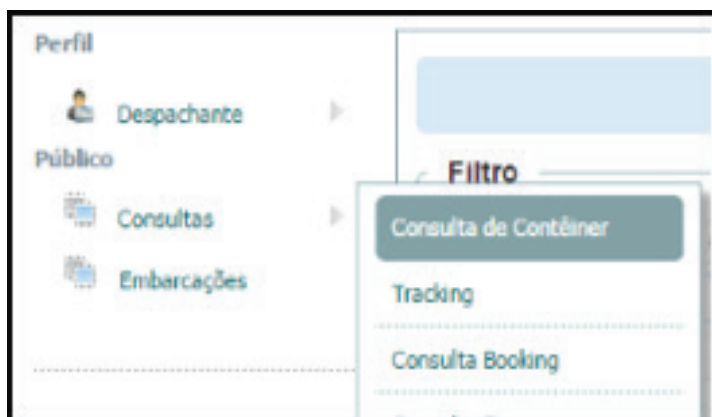 Perfil
Despachante
Público
Filtro
Consultas
Consulta de Contêiner
Embarcações
Tracking
Consulta Booking